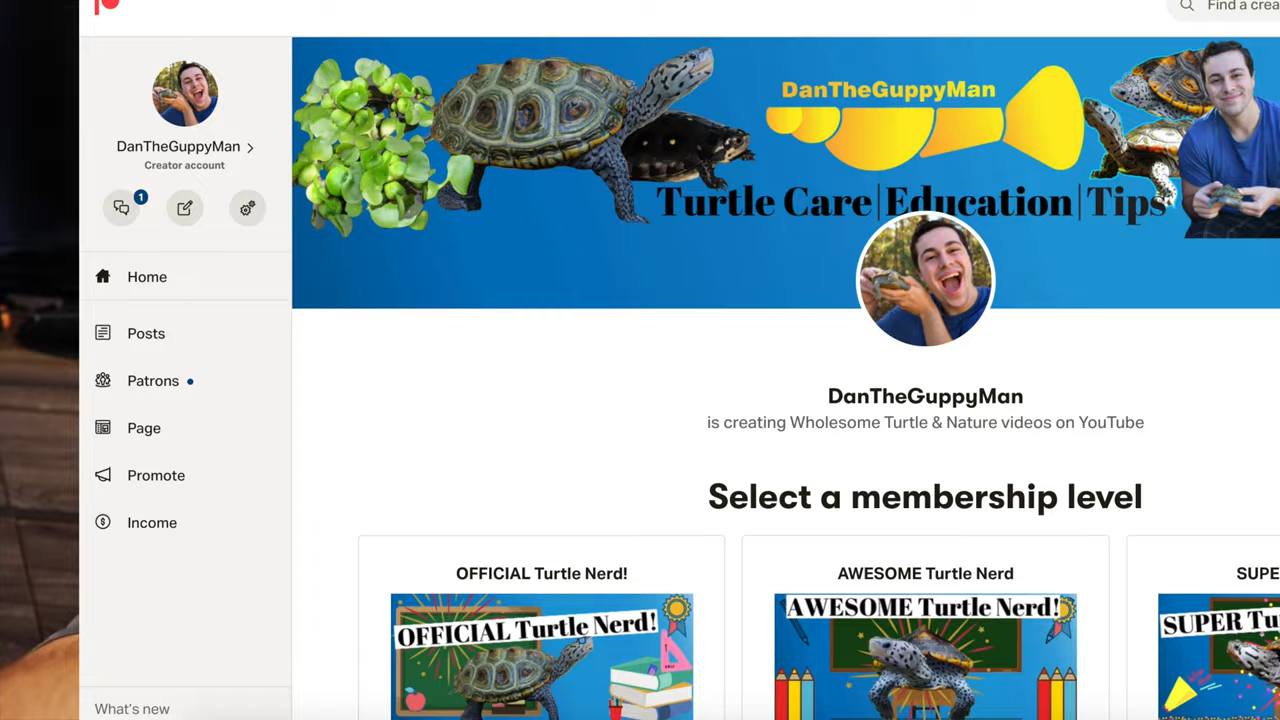 Find a crea
DanTheGuppyMan
Creator account
1
Home
Posts
Patrons
Page
Promote
Income
What's new
DanTheGuppyMan
Turtle Care|Education|Tips
DanTheGuppyMan
is creating Wholesome Turtle & Nature videos on YouTube
Select a membership level
OFFICIAL Turtle Nerd!
OFFICIAL Turtle Nerd!
AWESOME Turtle Nerd
AWESOME Turtle Nerd!
SUPE
SUPER Tu